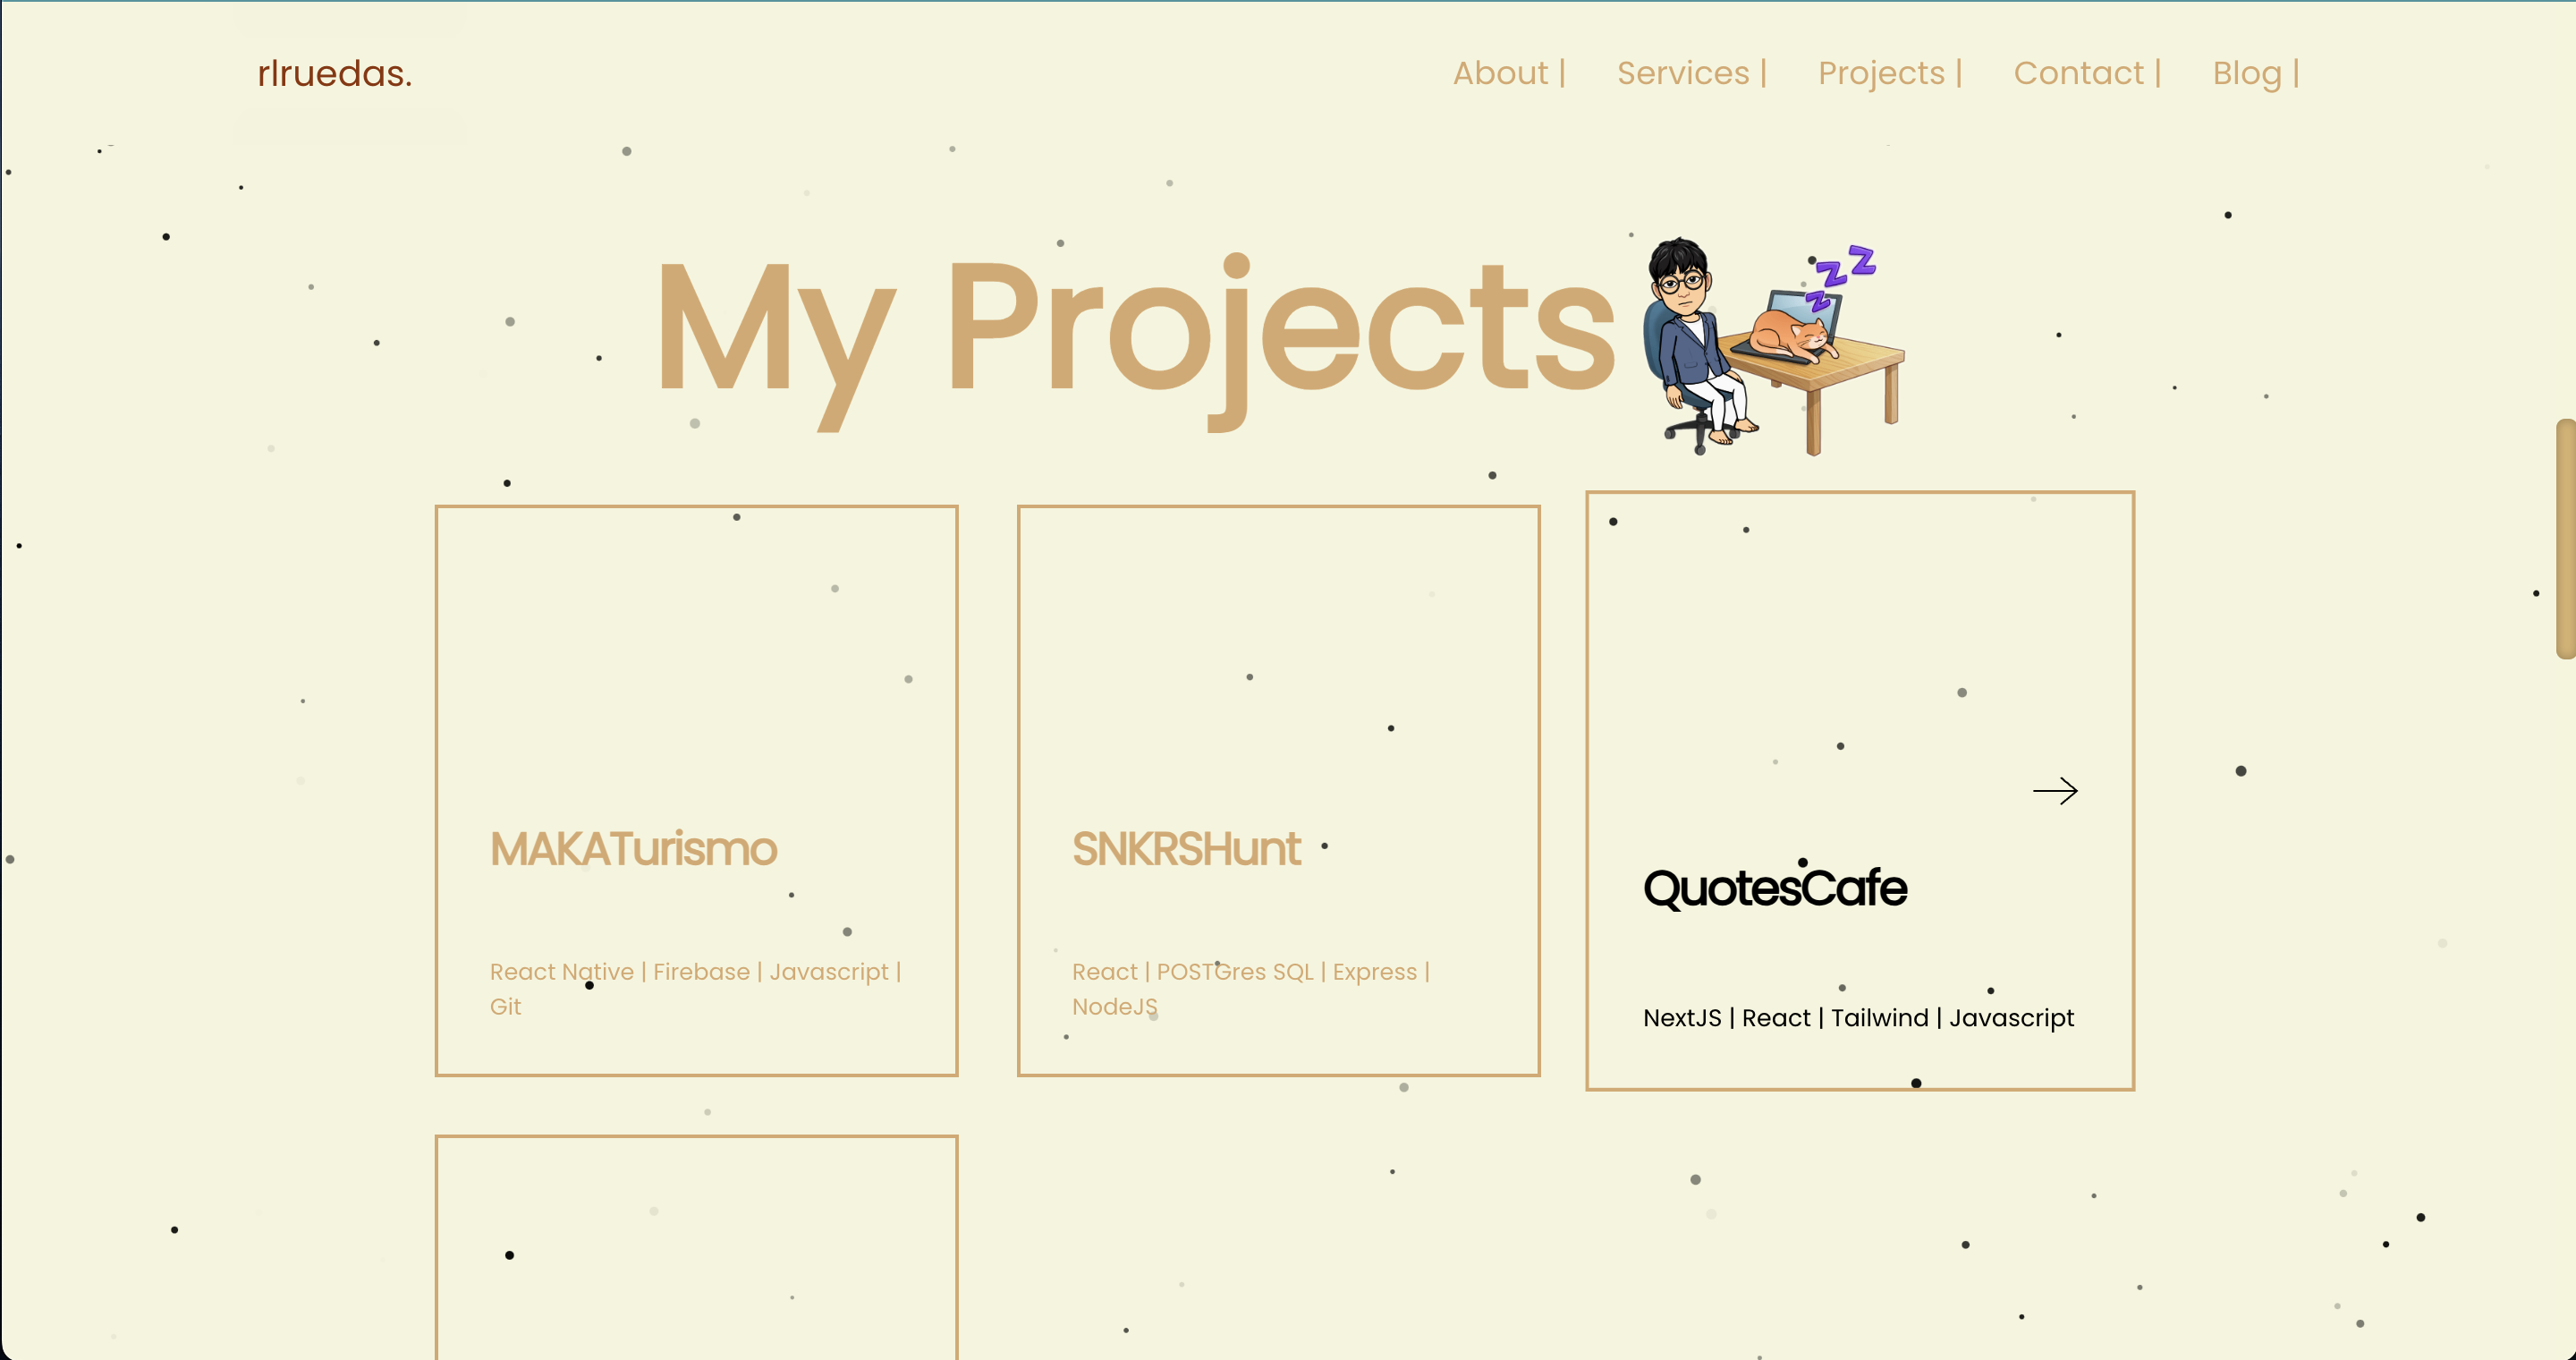 rlruedas.
About |
Services |
Projects |
Contact |
Blog |
My Projects
Z Z Z
MAKATurismo
React Native | Firebase | Javascript |
Git
SNKRSHunt
React | POSTGres SQL | Express |
NodeJS
QuotesCafe
NextJS | React | Tailwind | Javascript